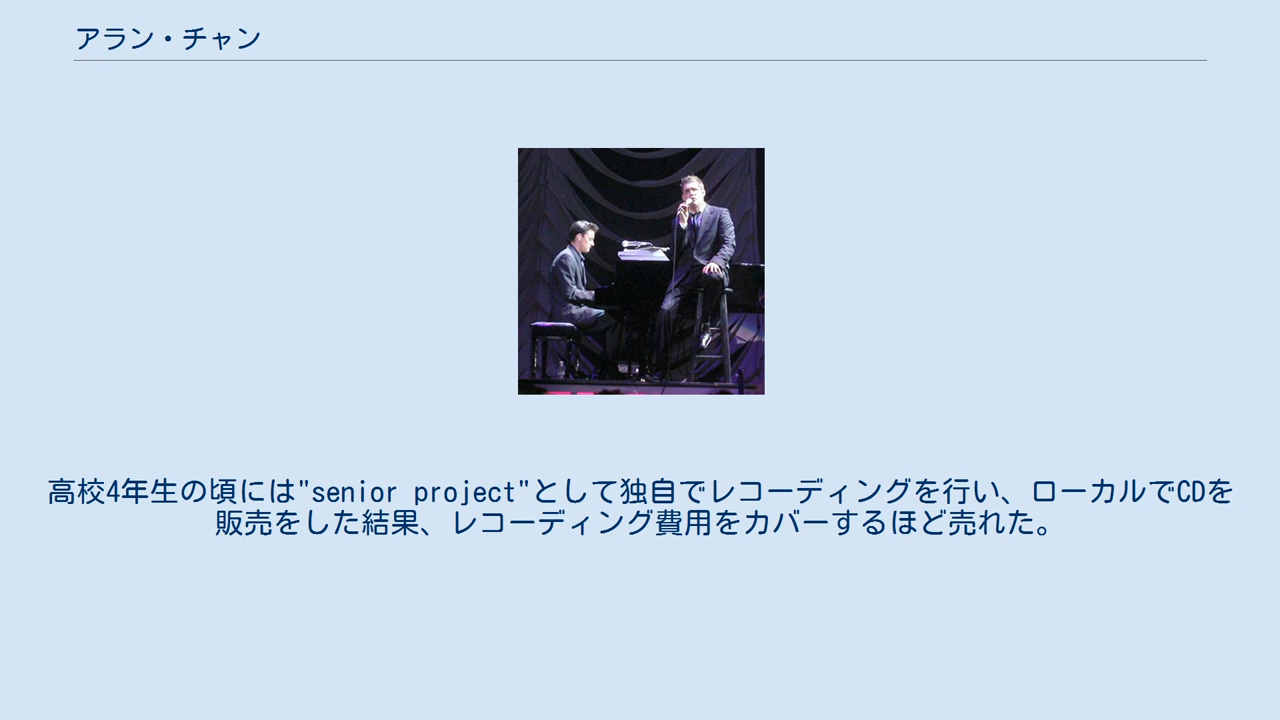 アラン・チャン
高校4年生の頃には"senior project"として独自でレコーディングを行い、ローカルでCDを
販売をした結果、レコーディング費用をカバーするほど売れた。